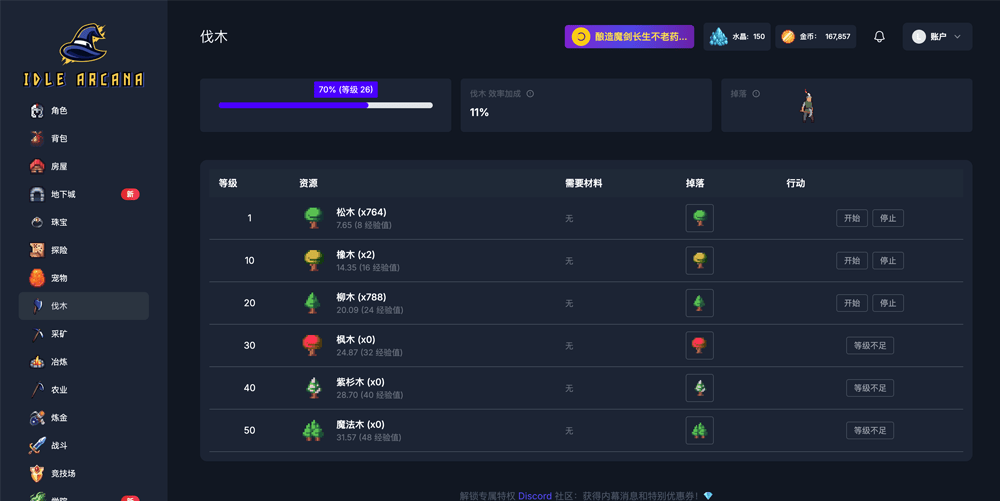 IDLE ARCANA
角色
背包
房屋
地下城 新
珠宝
探险
宠物
伐木
采矿
冶炼
农业
炼金
战斗
竞技场
学院 新
伐木
酿造魔剑长生不老药...
水晶: 150
金币: 167,857
账户
70% (等级 26)
伐木 效率加成
11%
掉落
等级 资源 需要材料 掉落 行动
1 松木 (x764) 无 开始 停止
7.65 (8 经验值)
10 橡木 (x2) 无 开始 停止
14.35 (16 经验值)
20 柳木 (x788) 无 开始 停止
20.09 (24 经验值)
30 枫木 (x0) 无 等级不足
24.87 (32 经验值)
40 紫杉木 (x0) 无 等级不足
28.70 (40 经验值)
50 魔法木 (x0) 无 等级不足
31.57 (48 经验值)
解锁专属特权 Discord 社区：获得内幕消息和特别优惠券！